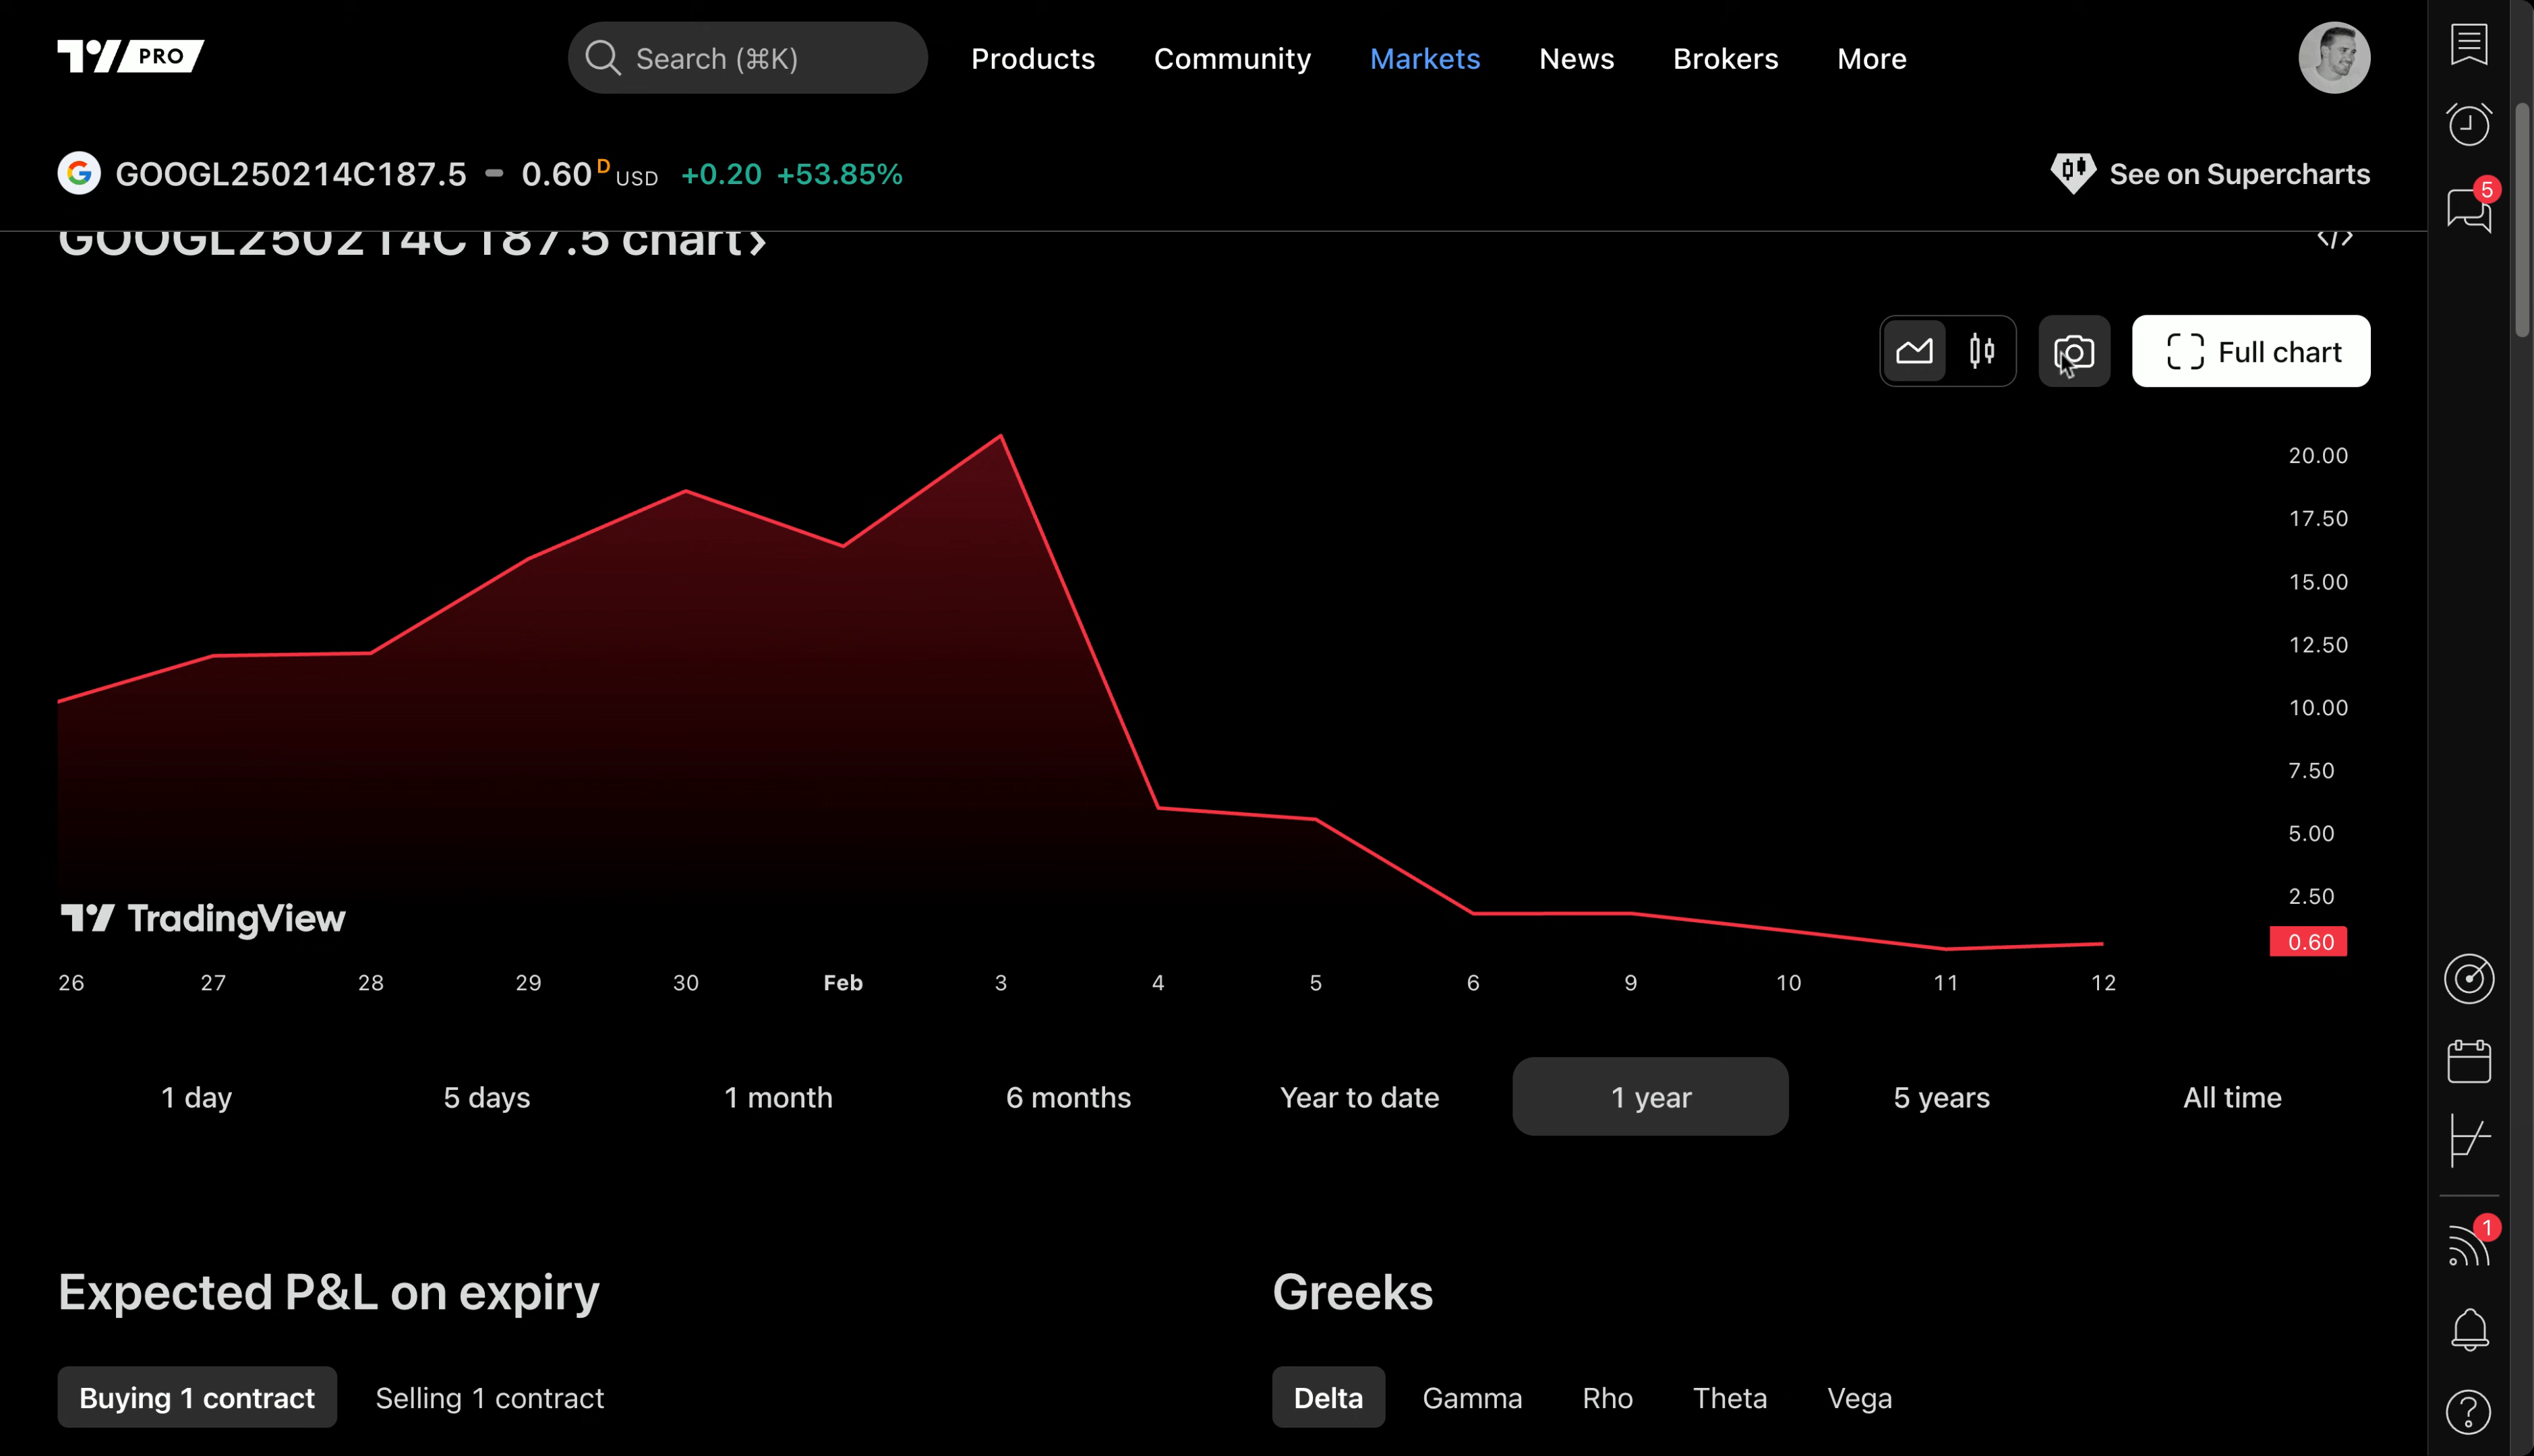 PRO
Search (⌘K)
Products
Community
Markets
News
Brokers
More
5
GOOGL250214C187.5 0.60 D USD +0.20 +53.85%
See on Supercharts
GOOGL250214C187.5 chart
Full chart
20.00
17.50
15.00
12.50
10.00
7.50
5.00
2.50
0.60
TradingView
26 27 28 29 30 Feb 3 4 5 6 9 10 11 12
1 day
5 days
1 month
6 months
Year to date
1 year
5 years
All time
1
Expected P&L on expiry
Buying 1 contract
Selling 1 contract
Greeks
Delta
Gamma
Rho
Theta
Vega